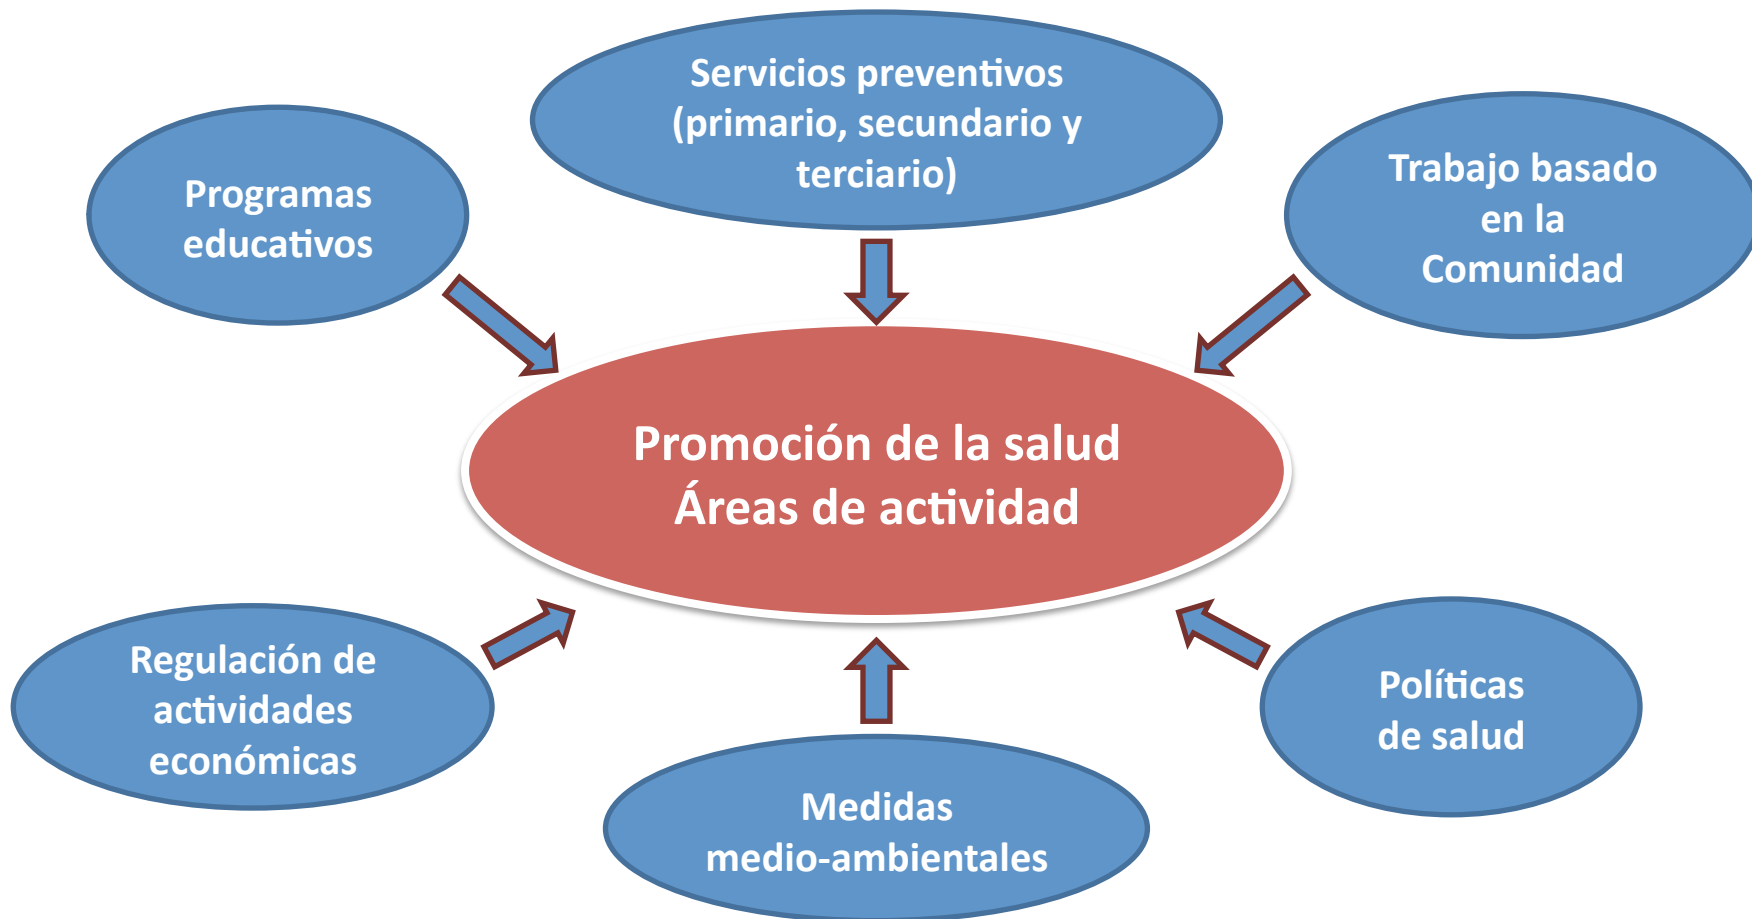 Servicios preventivos
(primario, secundario y
terciario)
Programas
educativos
Trabajo basado
en la
Comunidad
Promoción de la salud
Áreas de actividad
Regulación de
actividades
económicas
Políticas
de salud
Medidas
medio-ambientales